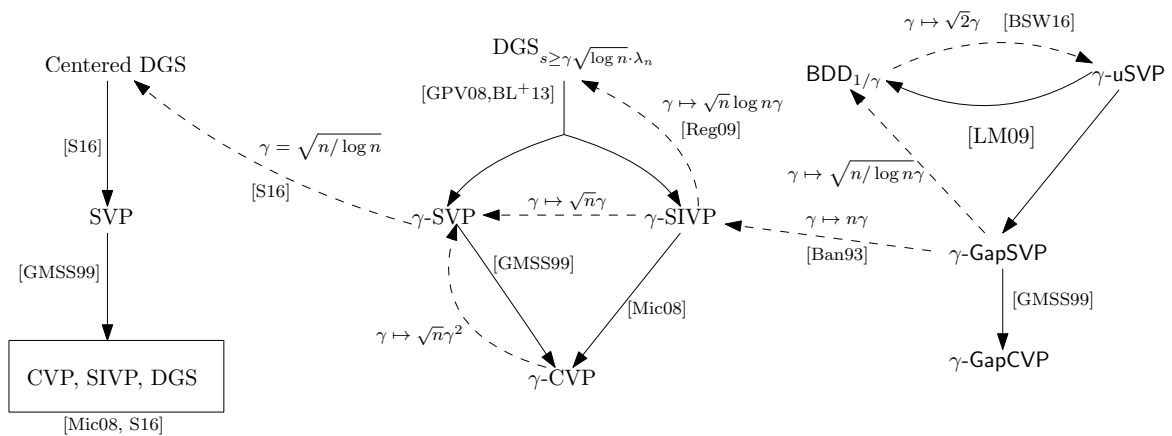 Centered DGS
[S16]
SVP
[GMSS99]
CVP, SIVP, DGS
[Mic08, S16]
γ = √n/ log n
[S16]
DGS_{s≥γ√log n·λ_n}
[GPV08,BL⁺13]
γ ↦ √n log nγ
[Reg09]
γ-SVP
γ ↦ √nγ
γ-SIVP
[GMSS99]
[Mic08]
γ ↦ √nγ²
γ-CVP
γ ↦ nγ
[Ban93]
γ ↦ √2γ
[BSW16]
BDD_{1/γ}
γ-uSVP
[LM09]
γ ↦ √n/ log nγ
γ-GapSVP
[GMSS99]
γ-GapCVP